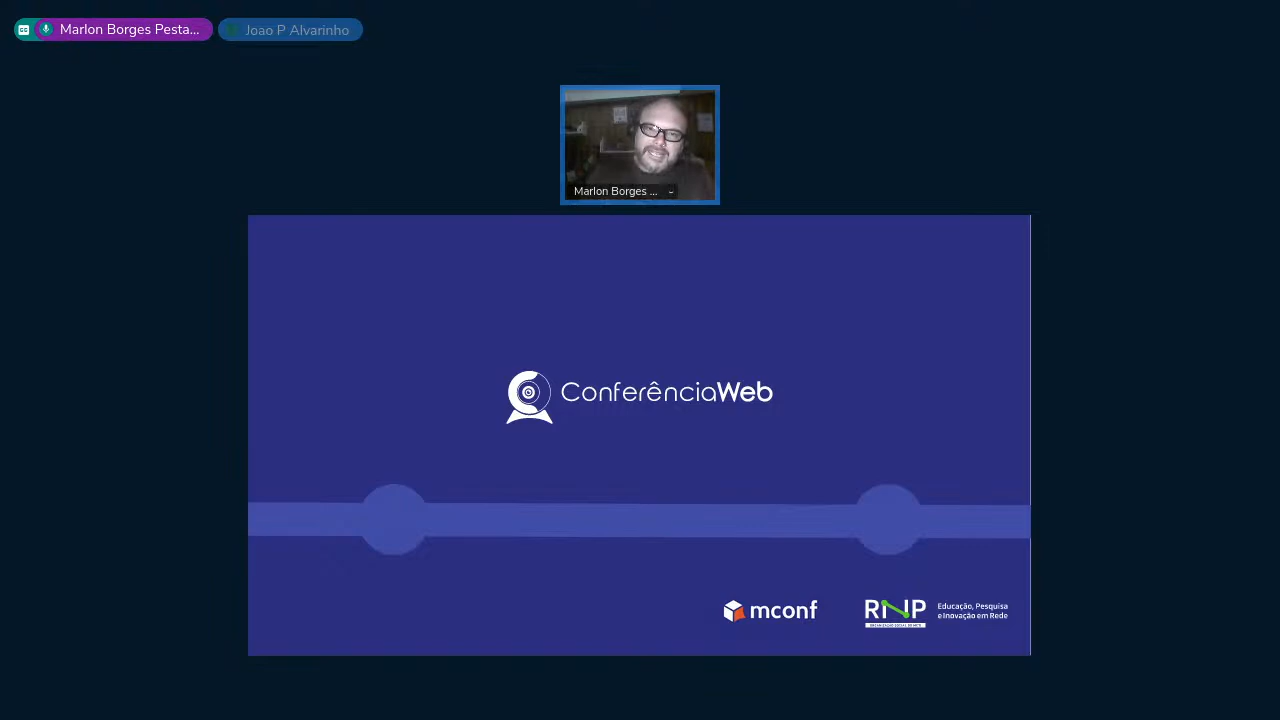 Marlon Borges Pesta...
Joao P Alvarinho
Marlon Borges ...
ConferênciaWeb
mconf
RNP
Educação, Pesquisa
e Inovação em Rede